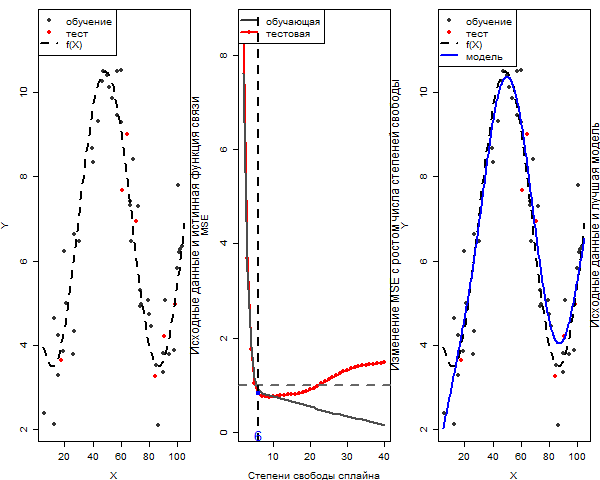 обучение
тест
f(X)
Y
2
4
6
8
10
20
40
60
80
100
X
Исходные данные и истинная функция связи
обучающая
тестовая
MSE
0
2
4
6
8
6
0
10
20
30
40
Степени свободы сплайна
Изменение MSE с ростом числа степеней свободы
обучение
тест
f(X)
модель
Y
2
4
6
8
10
20
40
60
80
100
X
Исходные данные и лучшая модель